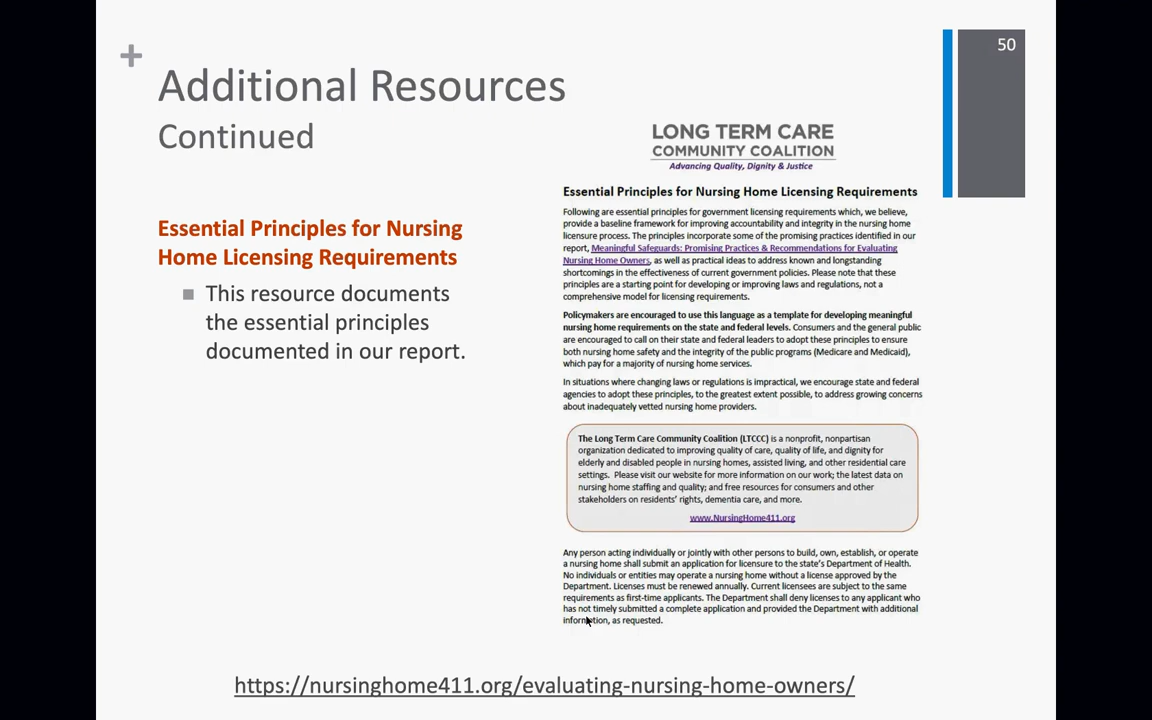 50
+
Additional Resources
Continued
Essential Principles for Nursing
Home Licensing Requirements
This resource documents
the essential principles
documented in our report.
LONG TERM CARE
COMMUNITY COALITION
Advancing Quality, Dignity & Justice
Essential Principles for Nursing Home Licensing Requirements
Following are essential principles for government licensing requirements which, we believe,
provide a baseline framework for improving accountability and integrity in the nursing home
licensure process. The principles incorporate some of the promising practices identified in our
report, Meaningful Safeguards: Promising Practices & Recommendations for Evaluating
Nursing Home Owners, as well as practical ideas to address known and longstanding
shortcomings in the effectiveness of current government policies. Please note that these
principles are a starting point for developing or improving laws and regulations, not a
comprehensive model for licensing requirements.
Policymakers are encouraged to use this language as a template for developing meaningful
nursing home requirements on the state and federal levels. Consumers and the general public
are encouraged to call on their state and federal leaders to adopt these principles to ensure
both nursing home safety and the integrity of the public programs (Medicare and Medicaid),
which pay for a majority of nursing home services.
In situations where changing laws or regulations is impractical, we encourage state and federal
agencies to adopt these principles, to the greatest extent possible, to address growing concerns
about inadequately vetted nursing home providers.
The Long Term Care Community Coalition (LTCCC) is a nonprofit, nonpartisan
organization dedicated to improving quality of care, quality of life, and dignity for
elderly and disabled people in nursing homes, assisted living, and other residential care
settings. Please visit our website for more information on our work; the latest data on
nursing home staffing and quality; and free resources for consumers and other
stakeholders on residents' rights, dementia care, and more.
www.NursingHome411.org
Any person acting individually or jointly with other persons to build, own, establish, or operate
a nursing home shall submit an application for licensure to the state's Department of Health.
No individuals or entities may operate a nursing home without a license approved by the
Department. Licenses must be renewed annually. Current licensees are subject to the same
requirements as first-time applicants. The Department shall deny licenses to any applicant who
has not timely submitted a complete application and provided the Department with additional
information, as requested.
https://nursinghome411.org/evaluating-nursing-home-owners/